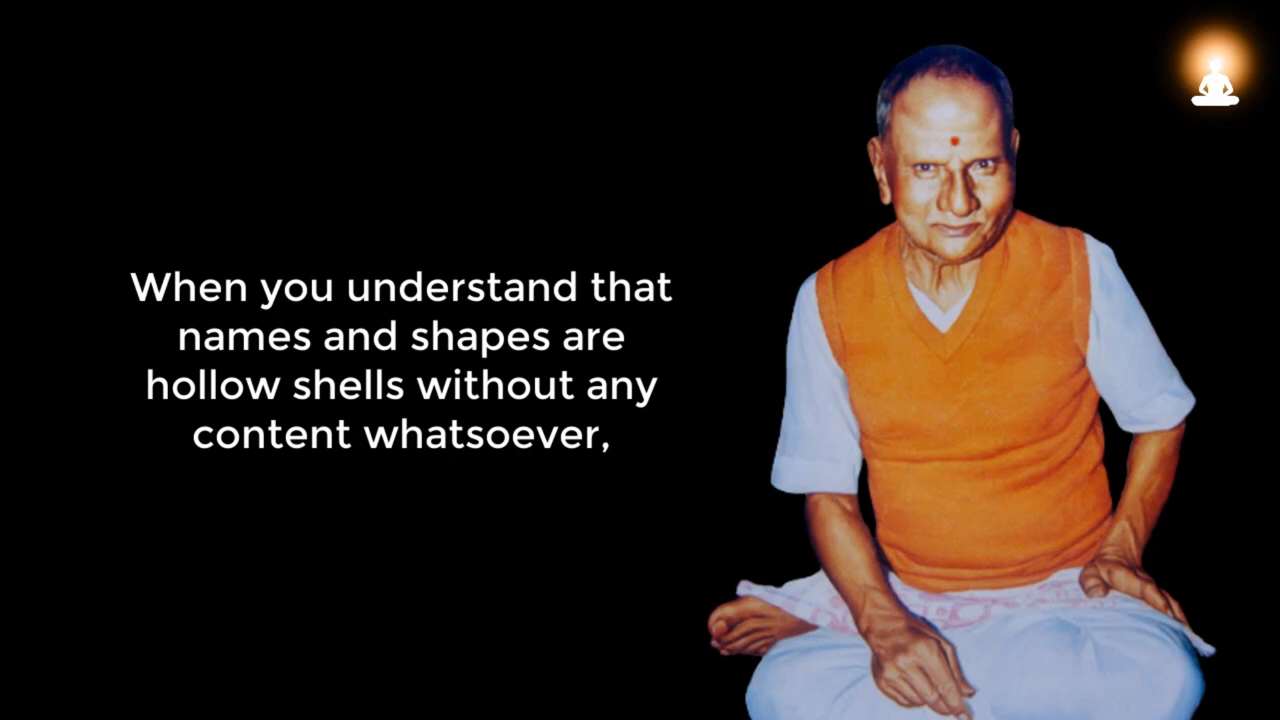 When you understand that
names and shapes are
hollow shells without any
content whatsoever,